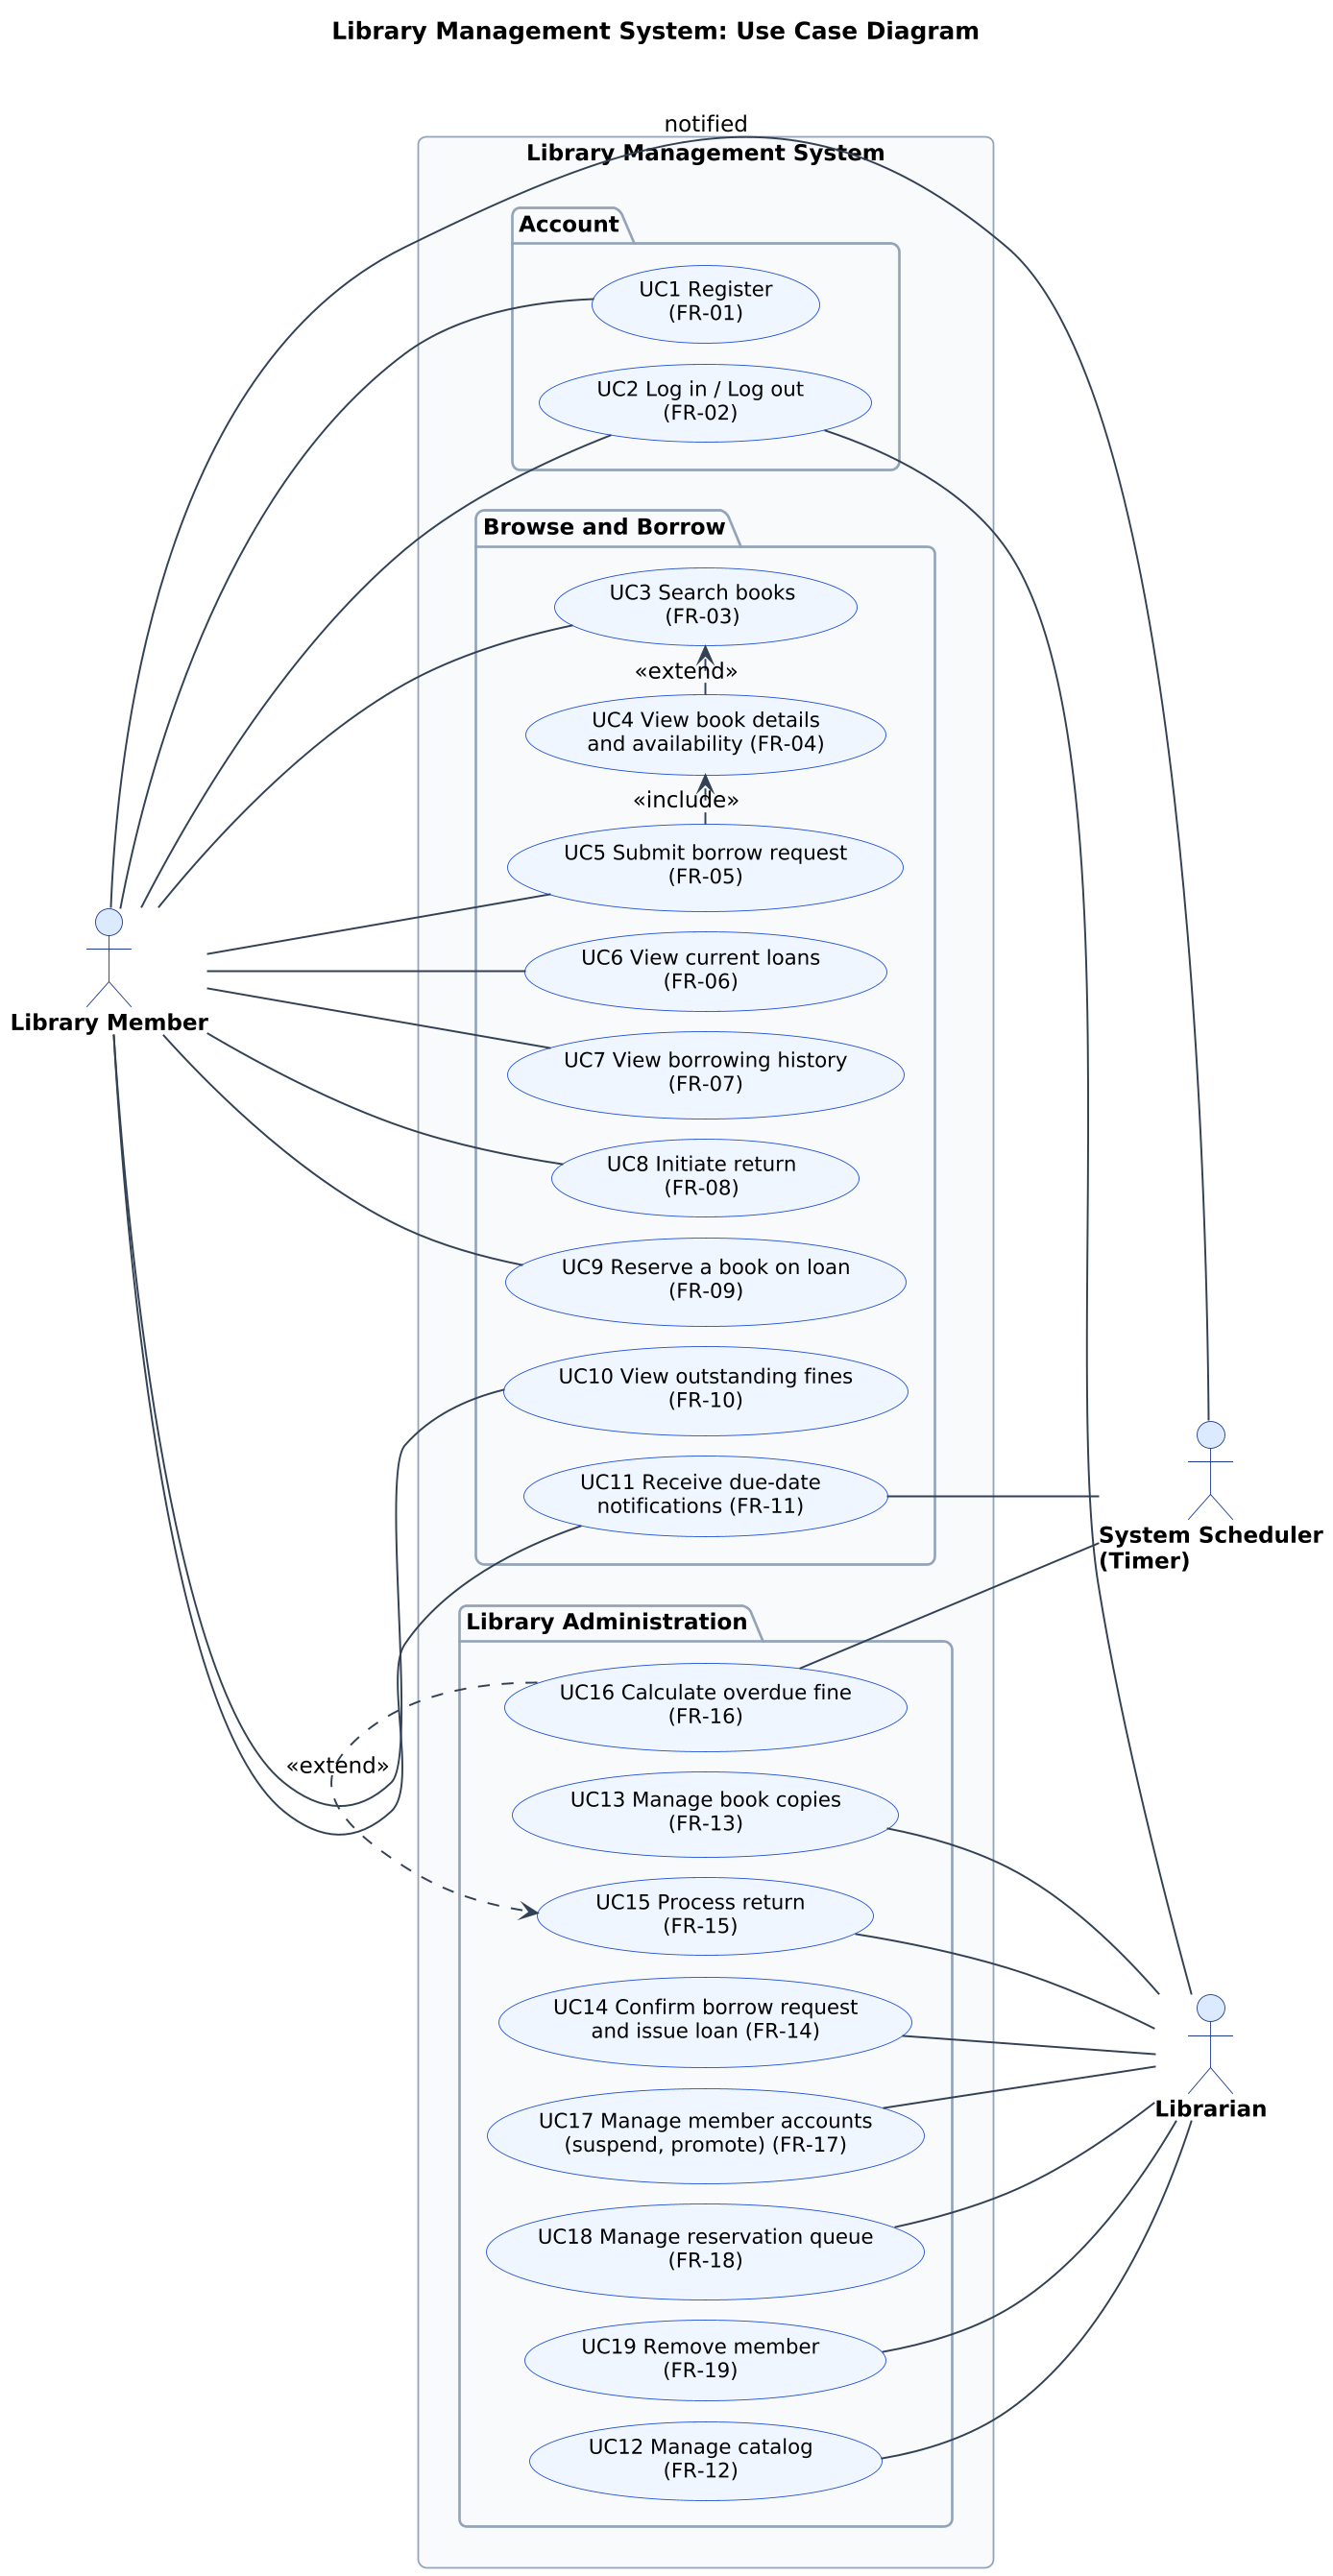 Library Management System: Use Case Diagram
notified
Library Management System
Account
UC1 Register
(FR-01)
UC2 Log in / Log out
(FR-02)
Browse and Borrow
UC3 Search books
(FR-03)
«extend»
UC4 View book details
and availability (FR-04)
«include»
UC5 Submit borrow request
(FR-05)
UC6 View current loans
(FR-06)
Library Member
UC7 View borrowing history
(FR-07)
UC8 Initiate return
(FR-08)
UC9 Reserve a book on loan
(FR-09)
UC10 View outstanding fines
(FR-10)
UC11 Receive due-date
notifications (FR-11)
System Scheduler
(Timer)
Library Administration
UC16 Calculate overdue fine
(FR-16)
«extend»
UC13 Manage book copies
(FR-13)
UC15 Process return
(FR-15)
UC14 Confirm borrow request
and issue loan (FR-14)
Librarian
UC17 Manage member accounts
(suspend, promote) (FR-17)
UC18 Manage reservation queue
(FR-18)
UC19 Remove member
(FR-19)
UC12 Manage catalog
(FR-12)